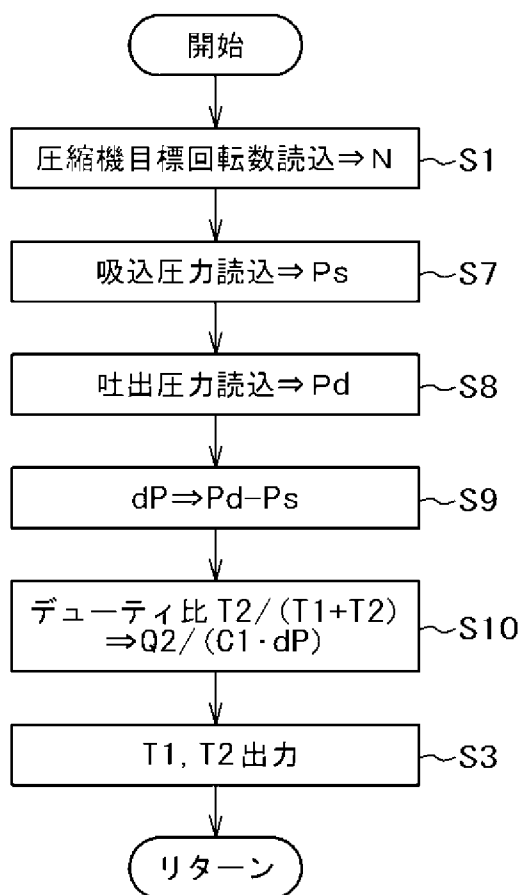 開始
圧縮機目標回転数読込⇒N
S1
吸込圧力読込⇒Ps
S7
吐出圧力読込⇒Pd
S8
dP⇒Pd−Ps
S9
デューティ比 T2/(T1+T2)
⇒Q2/(C1·dP)
S10
T1, T2出力
S3
リターン